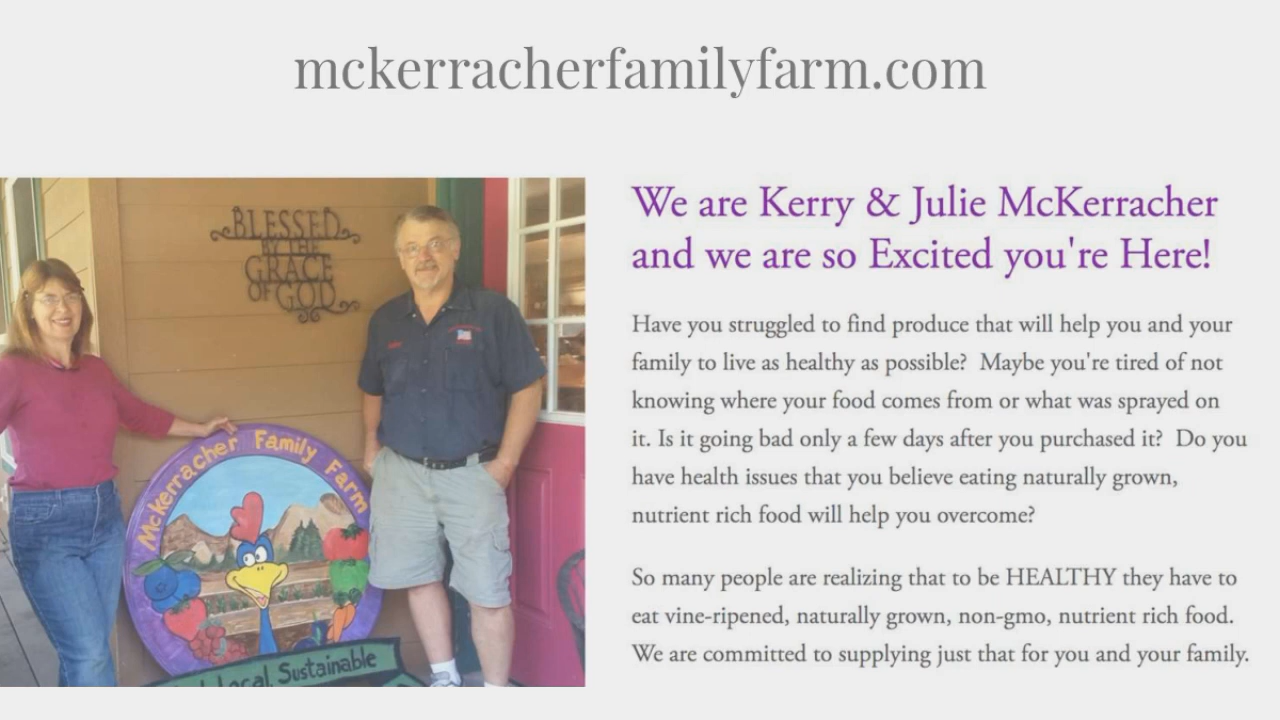 mckerracherfamilyfarm.com
BLESSED
BY THE
GRACE
OF GOD
McKerracher Family Farm
Local Sustainable
We are Kerry & Julie McKerracher
and we are so Excited you're Here!
Have you struggled to find produce that will help you and your
family to live as healthy as possible?  Maybe you're tired of not
knowing where your food comes from or what was sprayed on
it. Is it going bad only a few days after you purchased it?  Do you
have health issues that you believe eating naturally grown,
nutrient rich food will help you overcome?
So many people are realizing that to be HEALTHY they have to
eat vine-ripened, naturally grown, non-gmo, nutrient rich food.
We are committed to supplying just that for you and your family.